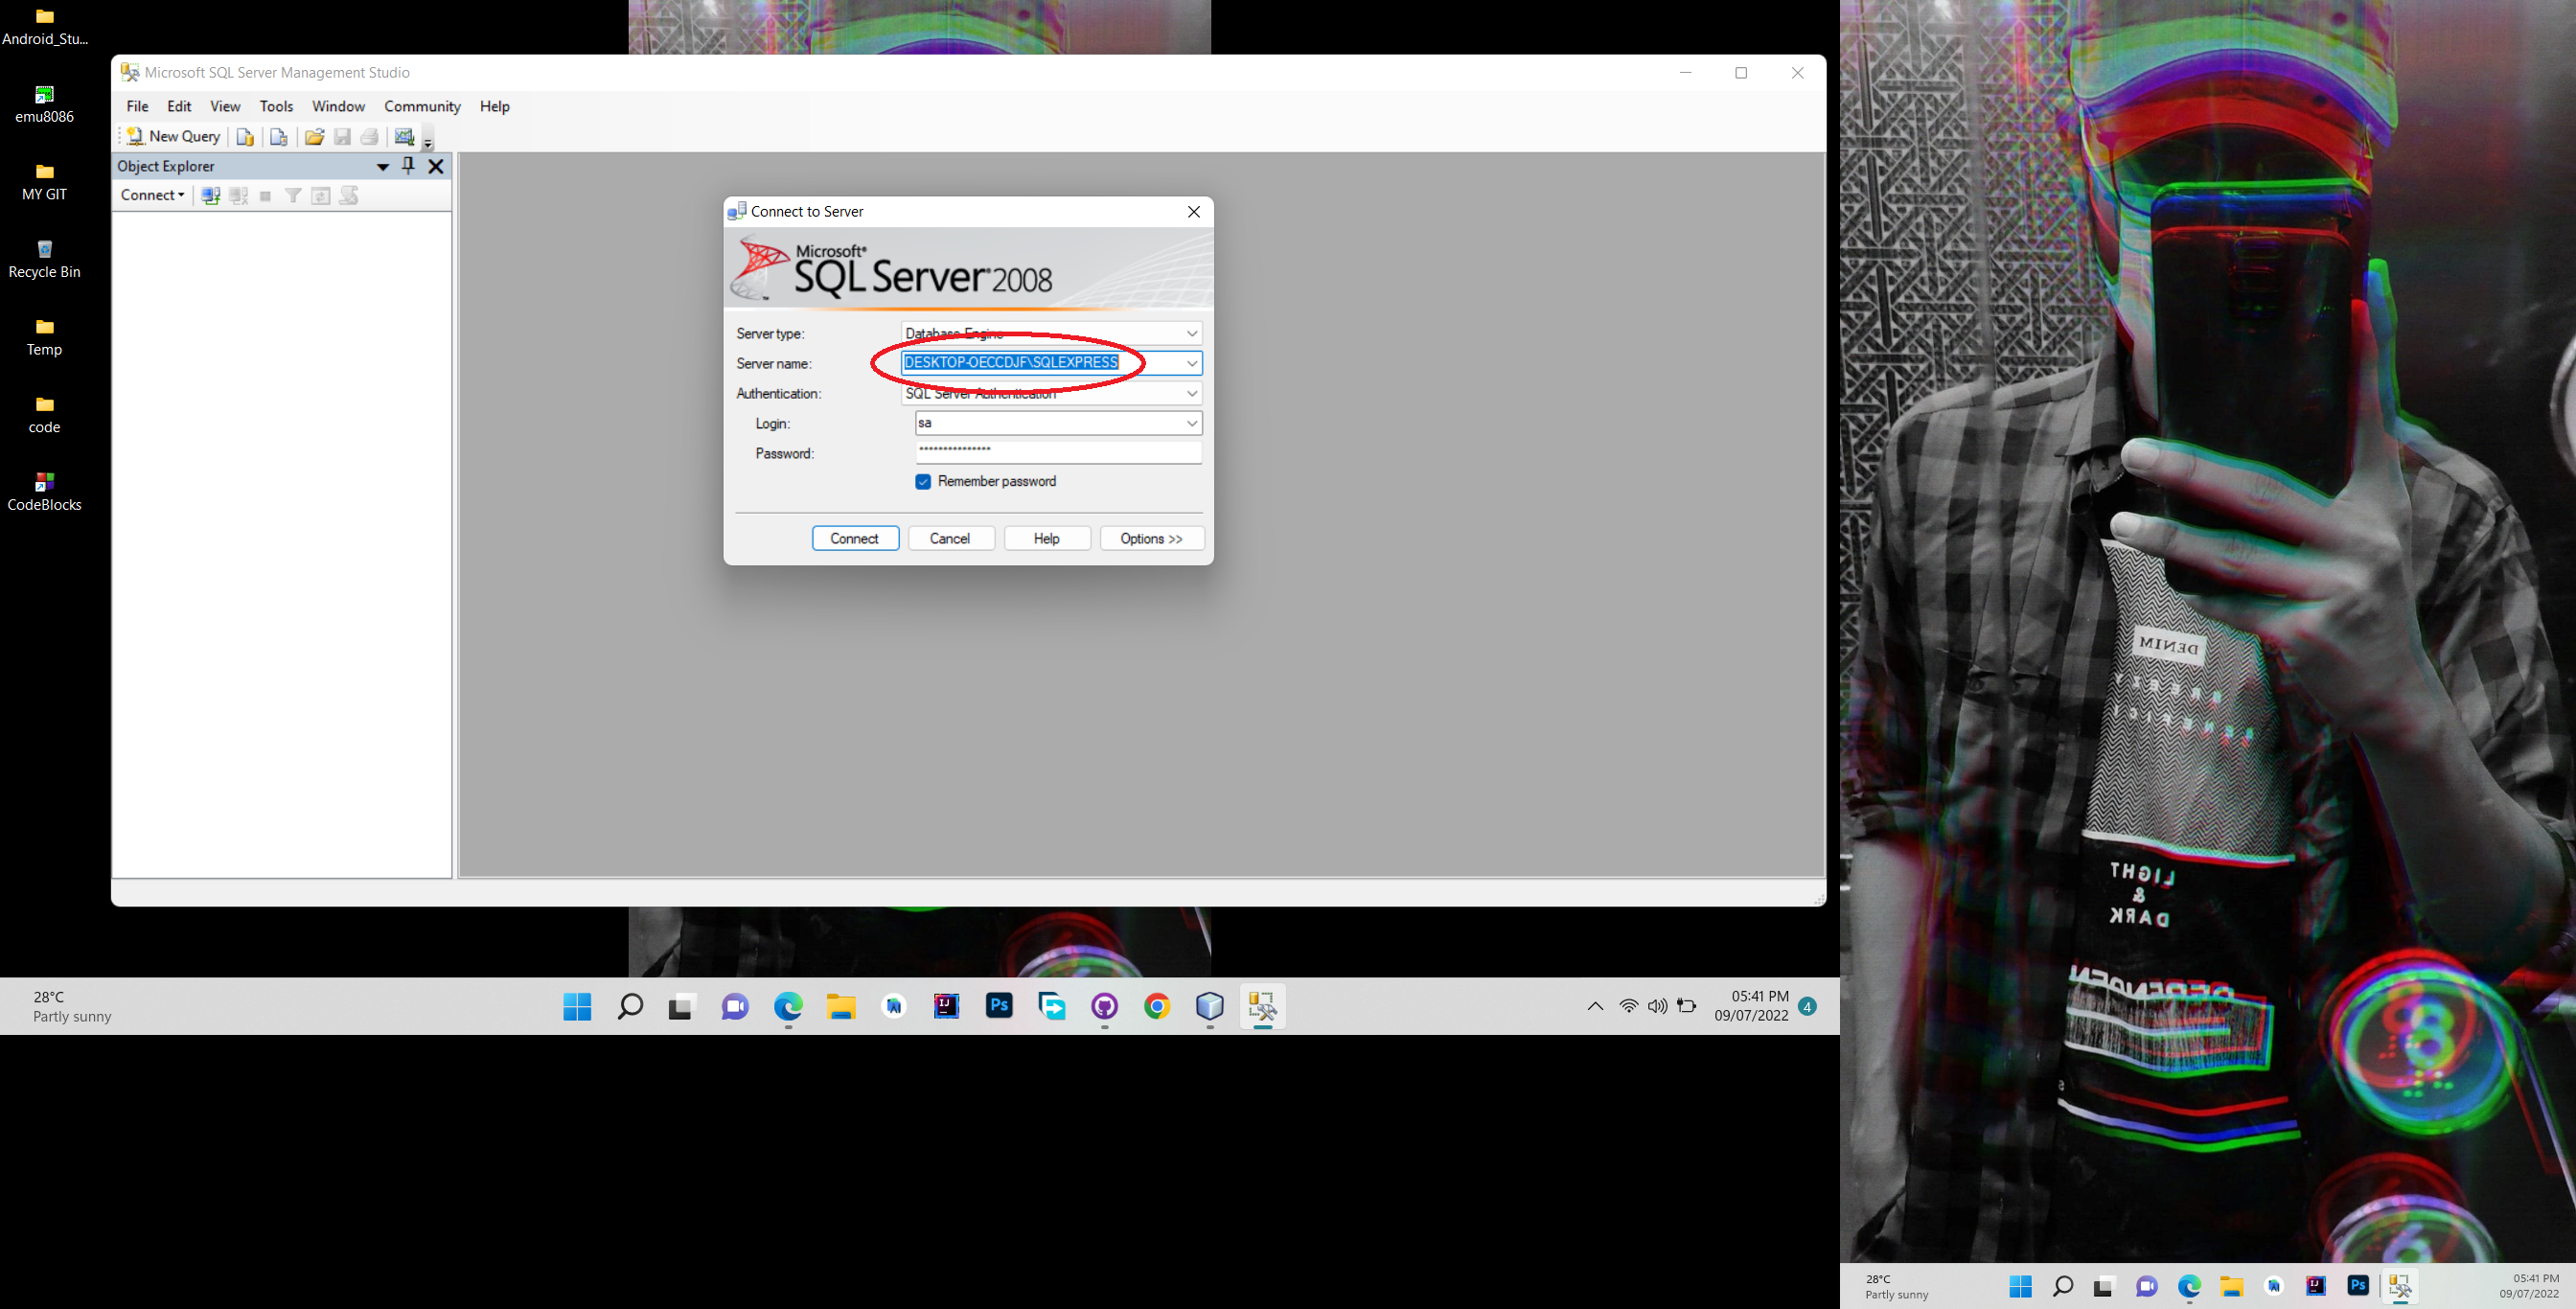 Android_Stu...
emu8086
MY GIT
Recycle Bin
Temp
code
CodeBlocks
Microsoft SQL Server Management Studio
File Edit View Tools Window Community Help
New Query
Object Explorer
Connect
Connect to Server
Microsoft®
SQL Server® 2008
Server type: Database Engine
Server name: DESKTOP-OECCDJF\SQLEXPRESS
Authentication: SQL Server Authentication
Login: sa
Password: ***************
Remember password
Connect Cancel Help Options >>
28°C
Partly sunny
05:41 PM
09/07/2022
4
DENIM
LIGHT
&
DARK
28°C
Partly sunny
05:41 PM
09/07/2022